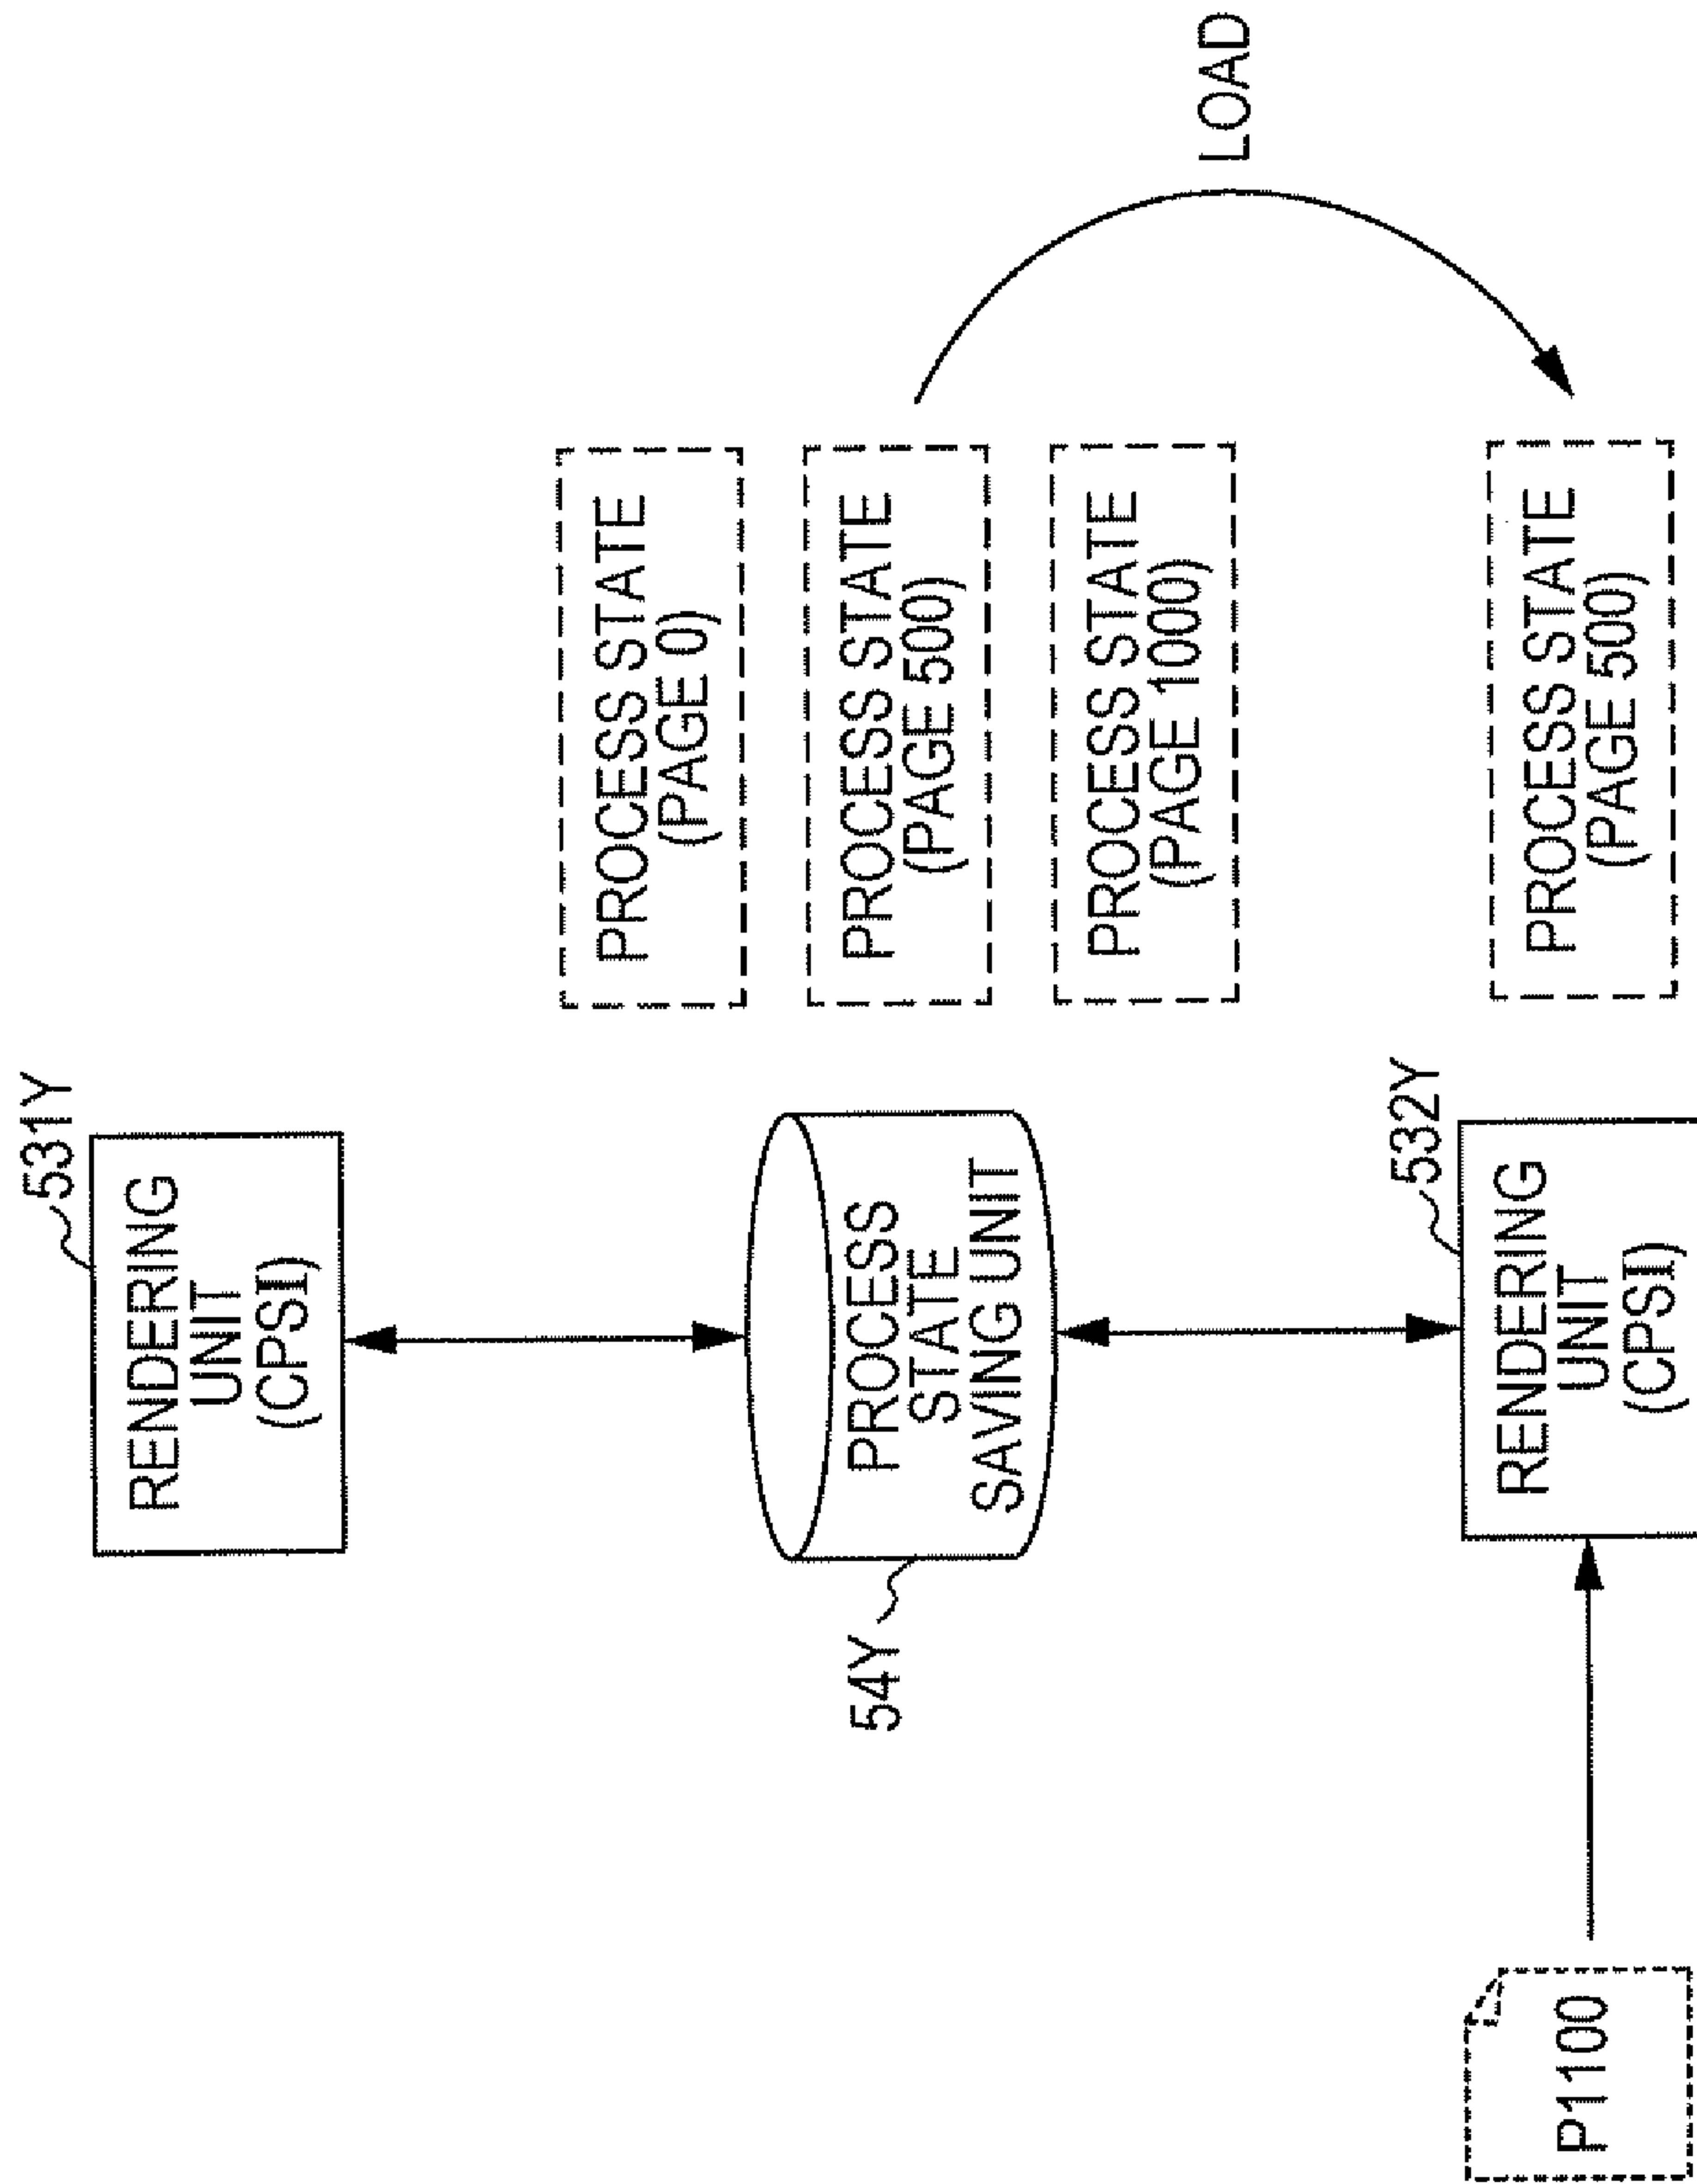 531Y
RENDERING
UNIT
(CPSI)
54Y
PROCESS
STATE
SAVING UNIT
PROCESS STATE
(PAGE 0)
PROCESS STATE
(PAGE 500)
PROCESS STATE
(PAGE 1000)
LOAD
532Y
P1100
RENDERING
UNIT
(CPSI)
PROCESS STATE
(PAGE 500)